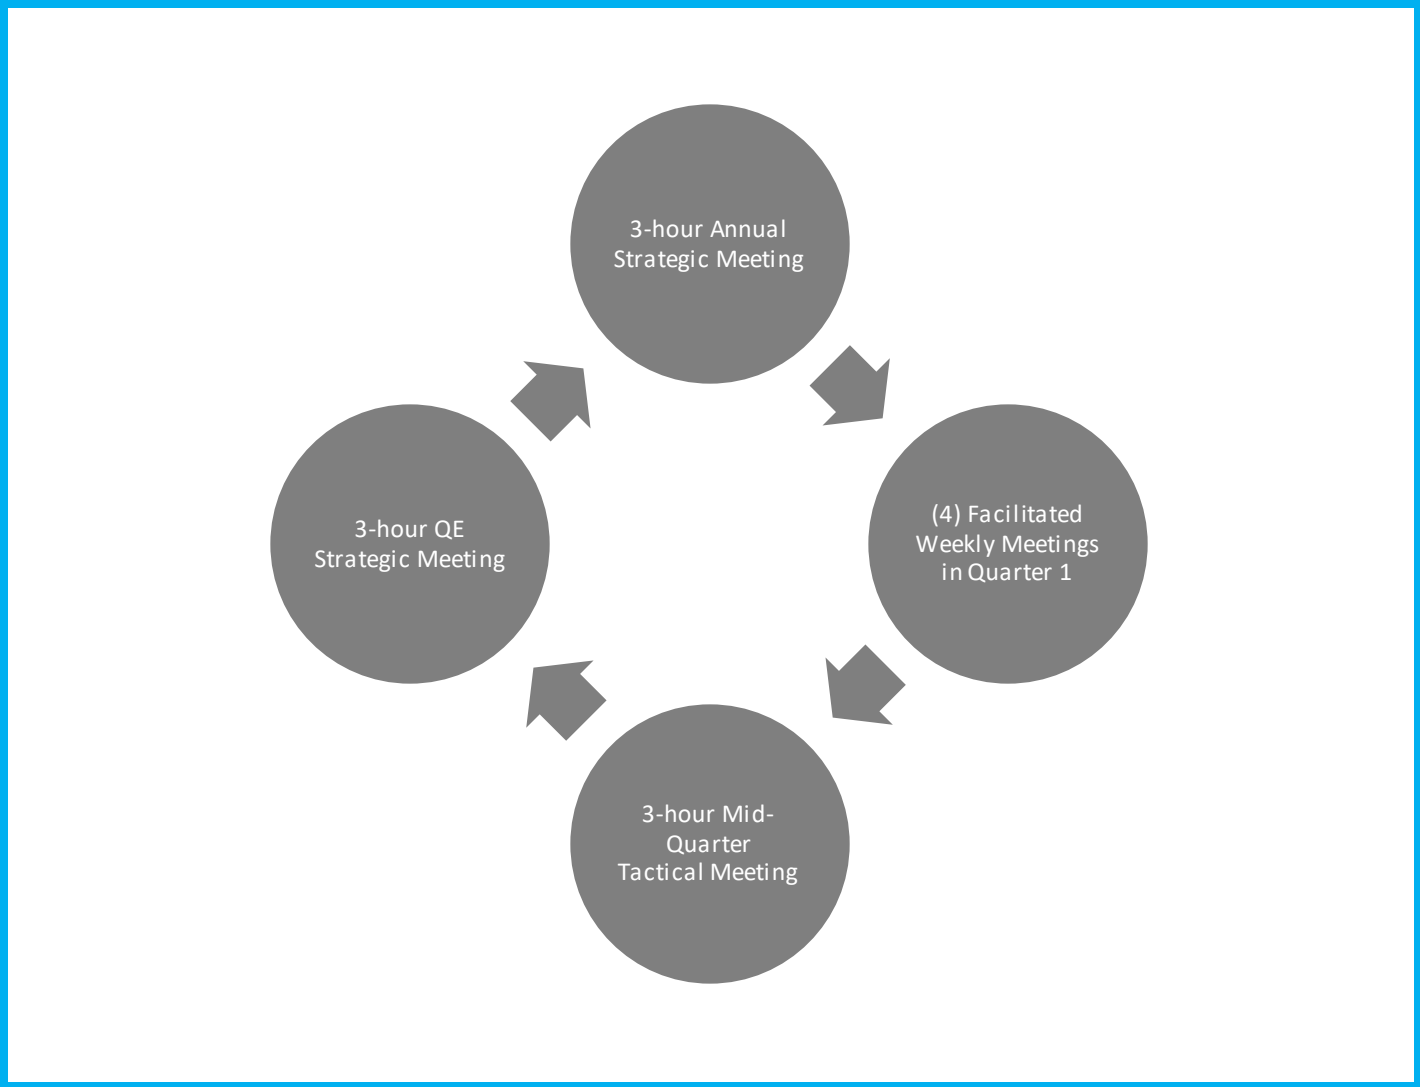 3-hour Annual
Strategic Meeting
(4) Facilitated
Weekly Meetings
in Quarter 1
3-hour Mid-
Quarter
Tactical Meeting
3-hour QE
Strategic Meeting